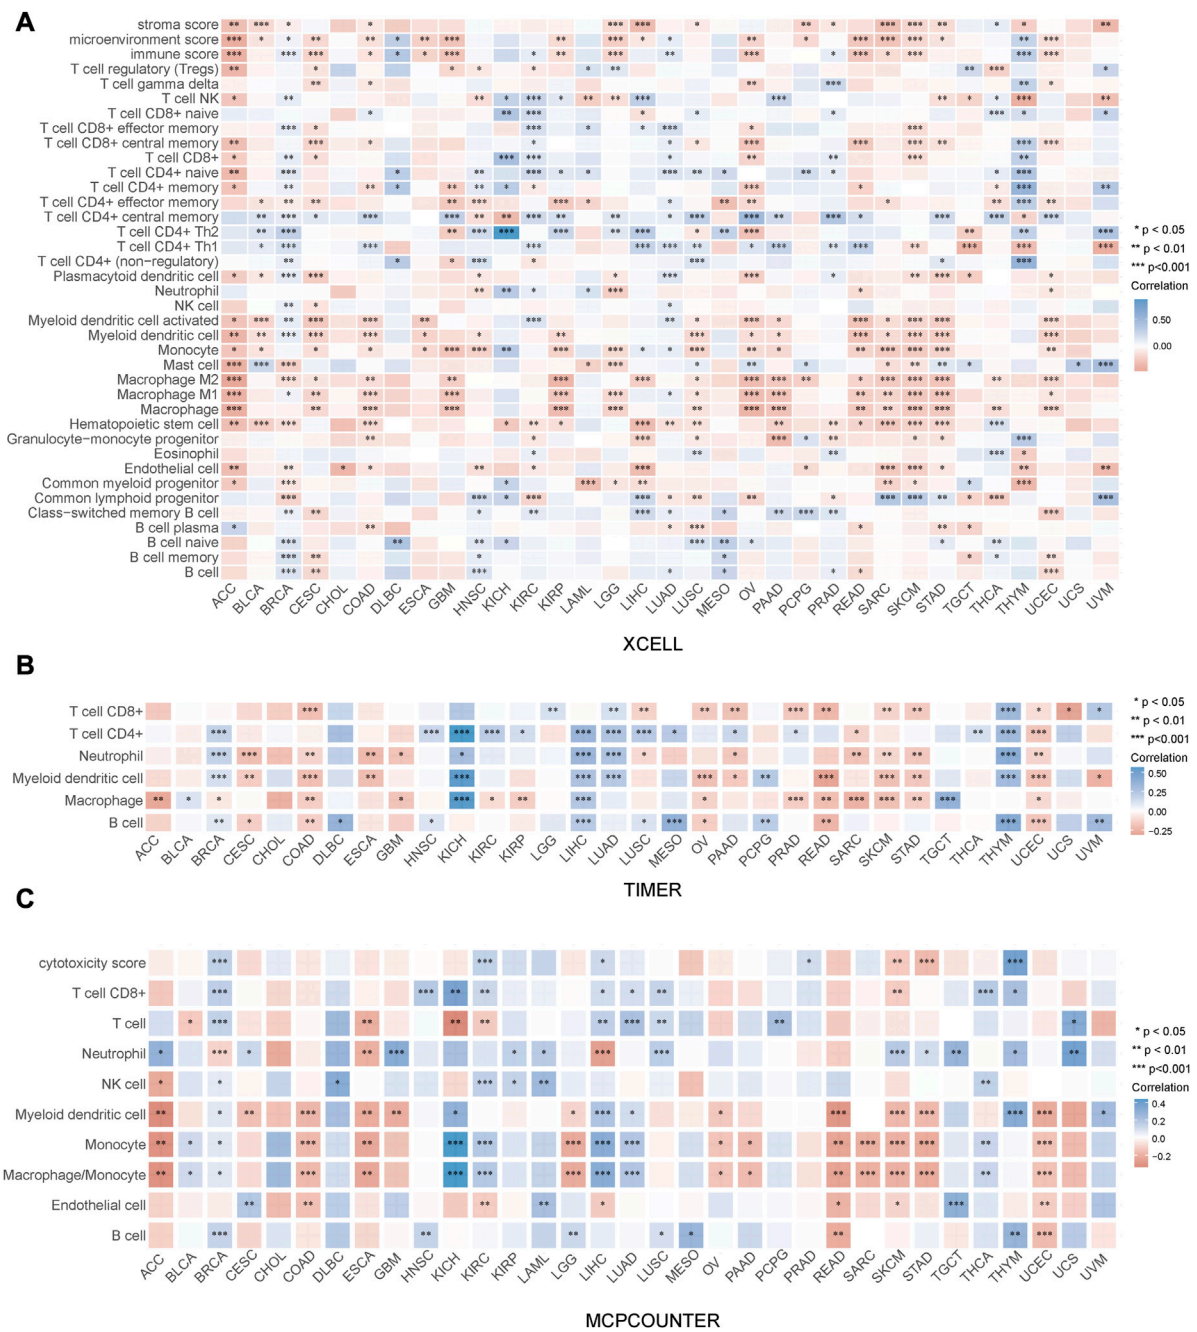 A
stroma score
microenvironment score
immune score
T cell regulatory (Tregs)
T cell gamma delta
T cell NK
T cell CD8+ naive
T cell CD8+ effector memory
T cell CD8+ central memory
T cell CD8+
T cell CD4+ naive
T cell CD4+ memory
T cell CD4+ effector memory
T cell CD4+ central memory
T cell CD4+ Th2
T cell CD4+ Th1
T cell CD4+ (non−regulatory)
Plasmacytoid dendritic cell
Neutrophil
NK cell
Myeloid dendritic cell activated
Myeloid dendritic cell
Monocyte
Mast cell
Macrophage M2
Macrophage M1
Macrophage
Hematopoietic stem cell
Granulocyte−monocyte progenitor
Eosinophil
Endothelial cell
Common myeloid progenitor
Common lymphoid progenitor
Class−switched memory B cell
B cell plasma
B cell naive
B cell memory
B cell
* p < 0.05
** p < 0.01
*** p<0.001
Correlation
0.50
0.00
ACC BLCA BRCA CESC CHOL COAD DLBC ESCA GBM HNSC KICH KIRC KIRP LAML LGG LIHC LUAD LUSC MESO OV PAAD PCPG PRAD READ SARC SKCM STAD TGCT THCA THYM UCEC UCS UVM
XCELL
B
T cell CD8+
T cell CD4+
Neutrophil
Myeloid dendritic cell
Macrophage
B cell
* p < 0.05
** p < 0.01
*** p<0.001
Correlation
0.50
0.25
0.00
−0.25
ACC BLCA BRCA CESC CHOL COAD DLBC ESCA GBM HNSC KICH KIRC KIRP LGG LIHC LUAD LUSC MESO OV PAAD PCPG PRAD READ SARC SKCM STAD TGCT THCA THYM UCEC UCS UVM
TIMER
C
cytotoxicity score
T cell CD8+
T cell
Neutrophil
NK cell
Myeloid dendritic cell
Monocyte
Macrophage/Monocyte
Endothelial cell
B cell
* p < 0.05
** p < 0.01
*** p<0.001
Correlation
0.4
0.2
0.0
−0.2
ACC BLCA BRCA CESC CHOL COAD DLBC ESCA GBM HNSC KICH KIRC KIRP LAML LGG LIHC LUAD LUSC MESO OV PAAD PCPG PRAD READ SARC SKCM STAD TGCT THCA THYM UCEC UCS UVM
MCPCOUNTER